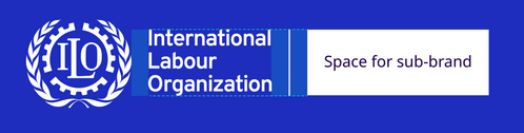 ILO
International
Labour
Organization
Space for sub-brand